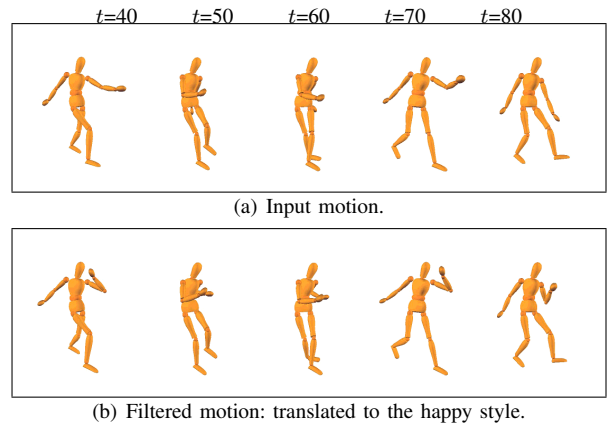 t=40 t=50 t=60 t=70 t=80
(a) Input motion.
(b) Filtered motion: translated to the happy style.